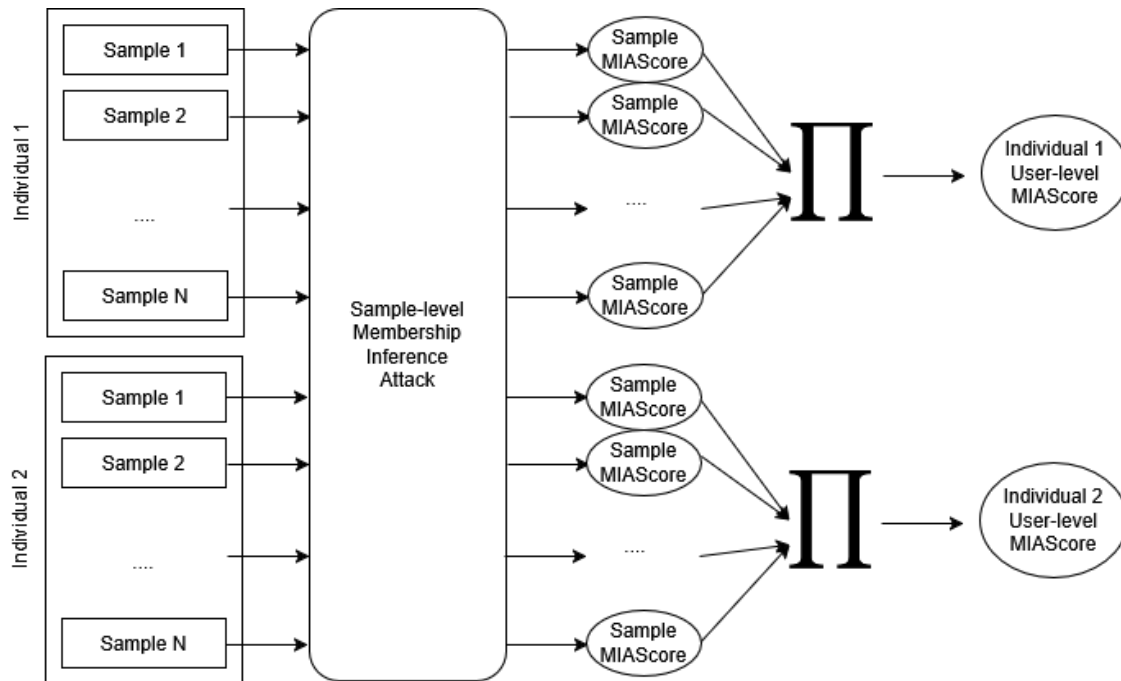 Individual 1
Sample 1
Sample 2
....
Sample N
Individual 2
Sample 1
Sample 2
....
Sample N
Sample-level
Membership
Inference
Attack
Sample
MIAScore
Sample
MIAScore
....
Sample
MIAScore
Sample
MIAScore
Sample
MIAScore
....
Sample
MIAScore
∏
Individual 1
User-level
MIAScore
∏
Individual 2
User-level
MIAScore